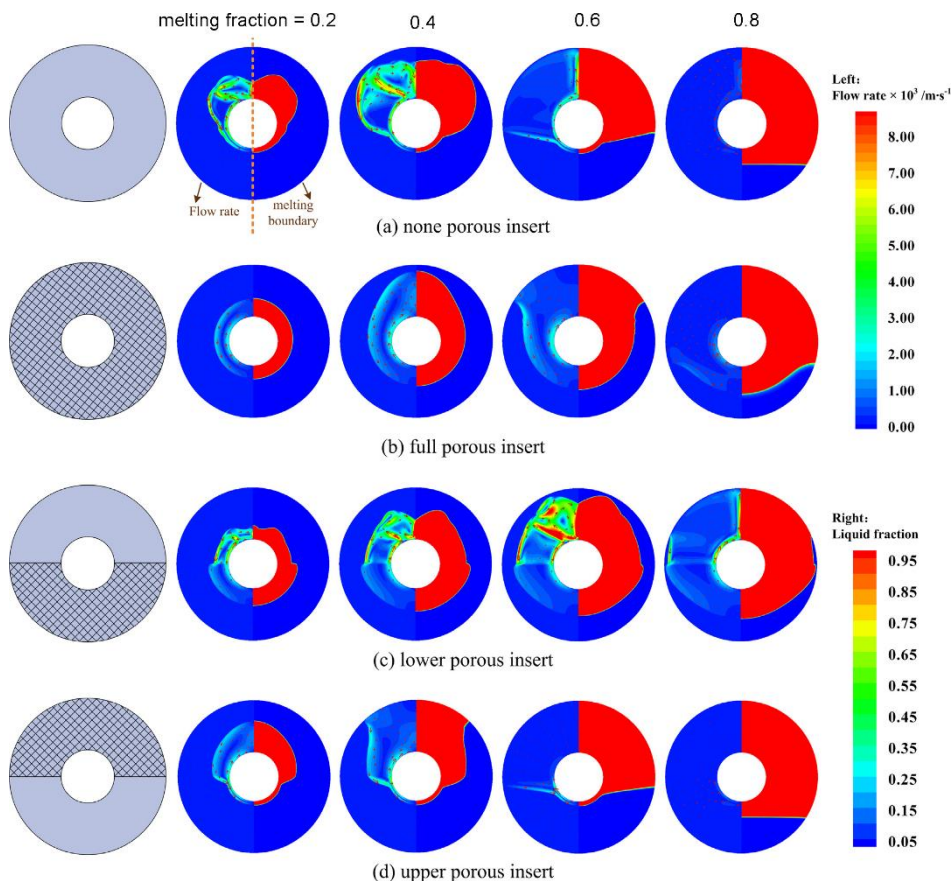 melting fraction = 0.2
0.4
0.6
0.8
Flow rate
melting
boundary
(a) none porous insert
(b) full porous insert
(c) lower porous insert
(d) upper porous insert
Left:
Flow rate × 10³ /m·s⁻¹
8.00
7.00
6.00
5.00
4.00
3.00
2.00
1.00
0.00
Right:
Liquid fraction
0.95
0.85
0.75
0.65
0.55
0.45
0.35
0.25
0.15
0.05